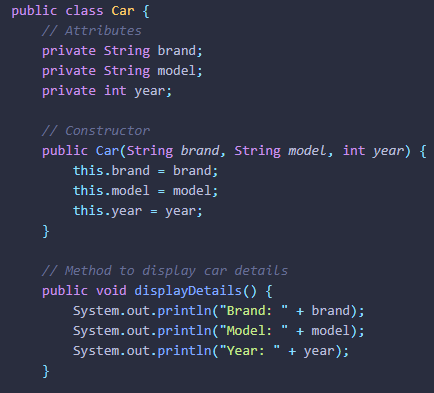 public class Car {
    // Attributes
    private String brand;
    private String model;
    private int year;

    // Constructor
    public Car(String brand, String model, int year) {
        this.brand = brand;
        this.model = model;
        this.year = year;
    }

    // Method to display car details
    public void displayDetails() {
        System.out.println("Brand: " + brand);
        System.out.println("Model: " + model);
        System.out.println("Year: " + year);
    }